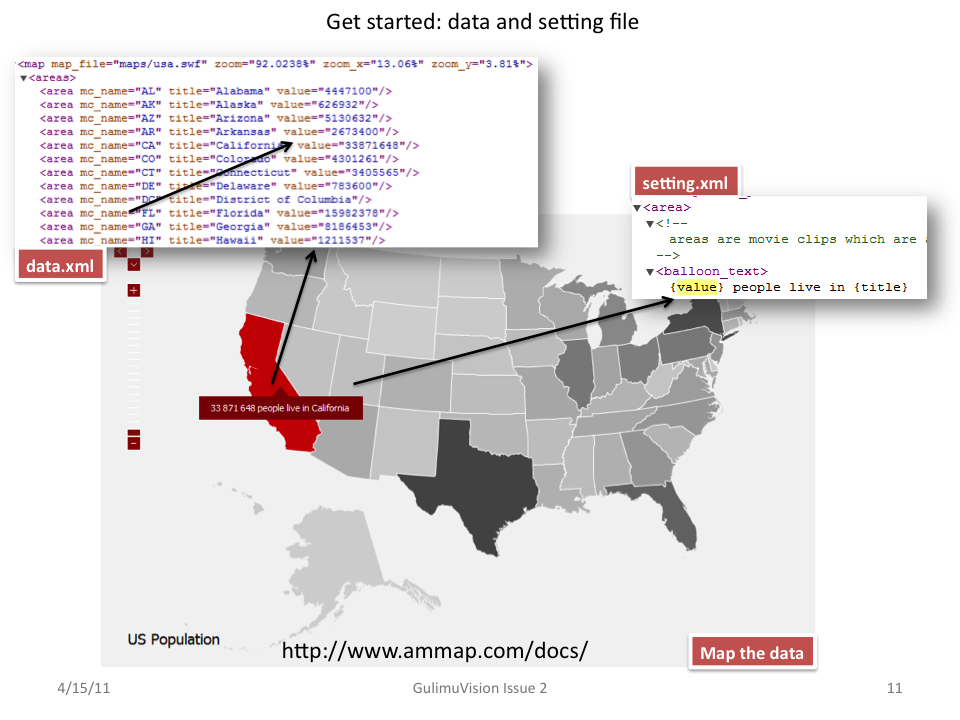 Get started: data and setting file
<map map_file="maps/usa.swf" zoom="92.0238%" zoom_x="13.06%" zoom_y="3.81%">
▼<areas>
<area mc_name="AL" title="Alabama" value="4447100"/>
<area mc_name="AK" title="Alaska" value="626932"/>
<area mc_name="AZ" title="Arizona" value="5130632"/>
<area mc_name="AR" title="Arkansas" value="2673400"/>
<area mc_name="CA" title="California" value="33871648"/>
<area mc_name="CO" title="Colorado" value="4301261"/>
<area mc_name="CT" title="Connecticut" value="3405565"/>
<area mc_name="DE" title="Delaware" value="783600"/>
<area mc_name="DC" title="District of Columbia"/>
<area mc_name="FL" title="Florida" value="15982378"/>
<area mc_name="GA" title="Georgia" value="8186453"/>
<area mc_name="HI" title="Hawaii" value="1211537"/>
data.xml
setting.xml
▼<area>
▼<!--
areas are movie clips which are
-->
▼<balloon_text>
{value} people live in {title}
33 871 648 people live in California
US Population
http://www.ammap.com/docs/
Map the data
4/15/11
GulimuVision Issue 2
11